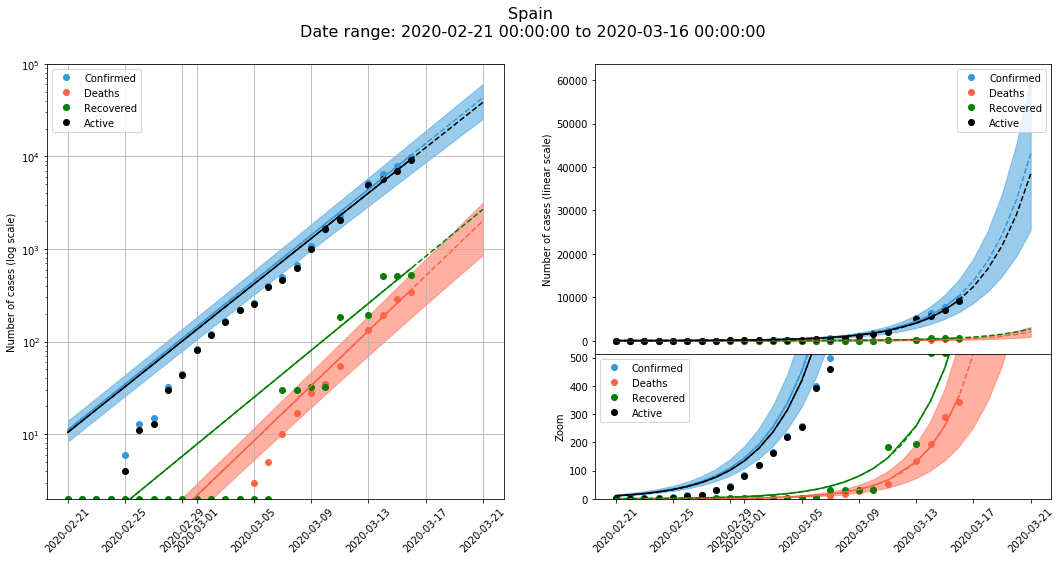 Spain
Date range: 2020-02-21 00:00:00 to 2020-03-16 00:00:00
Number of cases (log scale)
10^5
10^4
10^3
10^2
10^1
Confirmed
Deaths
Recovered
Active
2020-02-21
2020-02-25
2020-02-29
2020-03-01
2020-03-05
2020-03-09
2020-03-13
2020-03-17
2020-03-21
Number of cases (linear scale)
60000
50000
40000
30000
20000
10000
0
Confirmed
Deaths
Recovered
Active
Zoom
500
400
300
200
100
0
Confirmed
Deaths
Recovered
Active
2020-02-21
2020-02-25
2020-02-29
2020-03-01
2020-03-05
2020-03-09
2020-03-13
2020-03-17
2020-03-21